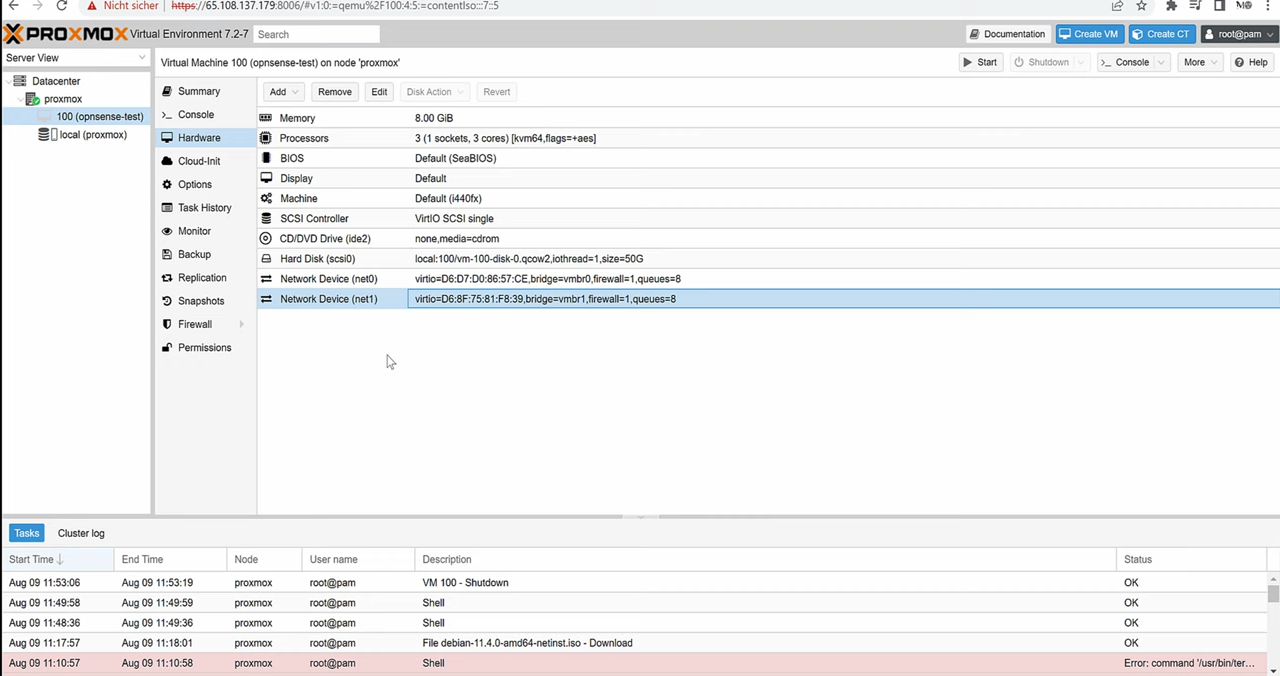 Nicht sicher https://65.108.137.179:8006/#v1:0:=qemu%2F100:4:5:=contentIso:::7::5
PROXMOX Virtual Environment 7.2-7 Search Documentation Create VM Create CT root@pam
Server View
Virtual Machine 100 (opnsense-test) on node 'proxmox' Start Shutdown Console More Help
Datacenter
proxmox
100 (opnsense-test)
local (proxmox)
Summary
Console
Hardware
Cloud-Init
Options
Task History
Monitor
Backup
Replication
Snapshots
Firewall
Permissions
Add Remove Edit Disk Action Revert
Memory 8.00 GiB
Processors 3 (1 sockets, 3 cores) [kvm64,flags=+aes]
BIOS Default (SeaBIOS)
Display Default
Machine Default (i440fx)
SCSI Controller VirtIO SCSI single
CD/DVD Drive (ide2) none,media=cdrom
Hard Disk (scsi0) local:100/vm-100-disk-0.qcow2,iothread=1,size=50G
Network Device (net0) virtio=D6:D7:D0:86:57:CE,bridge=vmbr0,firewall=1,queues=8
Network Device (net1) virtio=D6:8F:75:81:F8:39,bridge=vmbr1,firewall=1,queues=8
Tasks Cluster log
Start Time End Time Node User name Description Status
Aug 09 11:53:06 Aug 09 11:53:19 proxmox root@pam VM 100 - Shutdown OK
Aug 09 11:49:58 Aug 09 11:49:59 proxmox root@pam Shell OK
Aug 09 11:48:36 Aug 09 11:49:36 proxmox root@pam Shell OK
Aug 09 11:17:57 Aug 09 11:18:01 proxmox root@pam File debian-11.4.0-amd64-netinst.iso - Download OK
Aug 09 11:10:57 Aug 09 11:10:58 proxmox root@pam Shell Error: command '/usr/bin/ter...